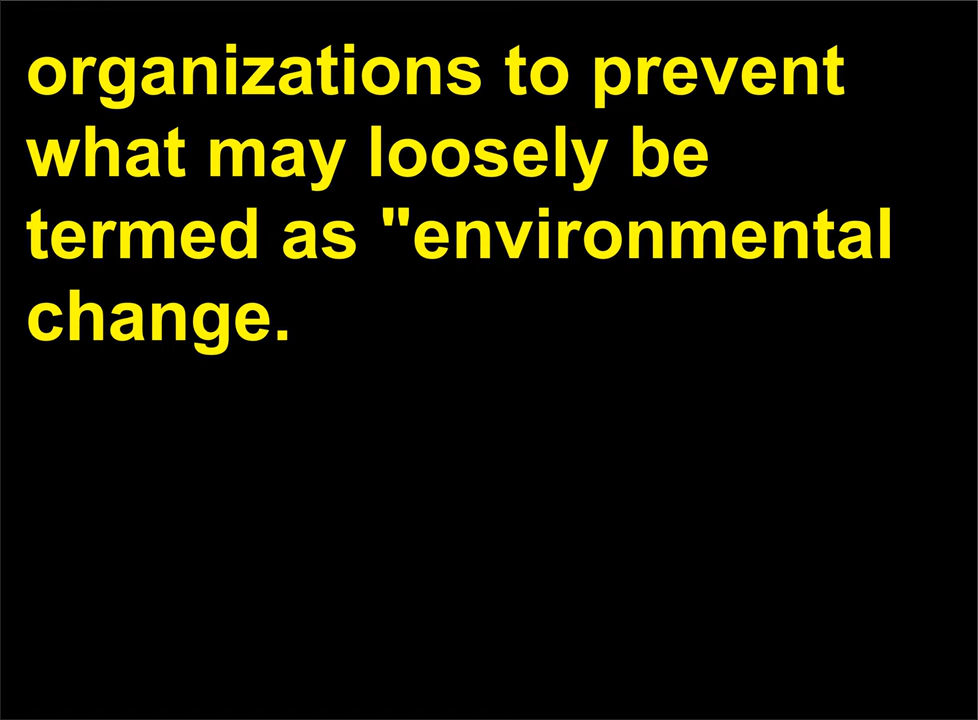 organizations to prevent
what may loosely be
termed as "environmental
change.